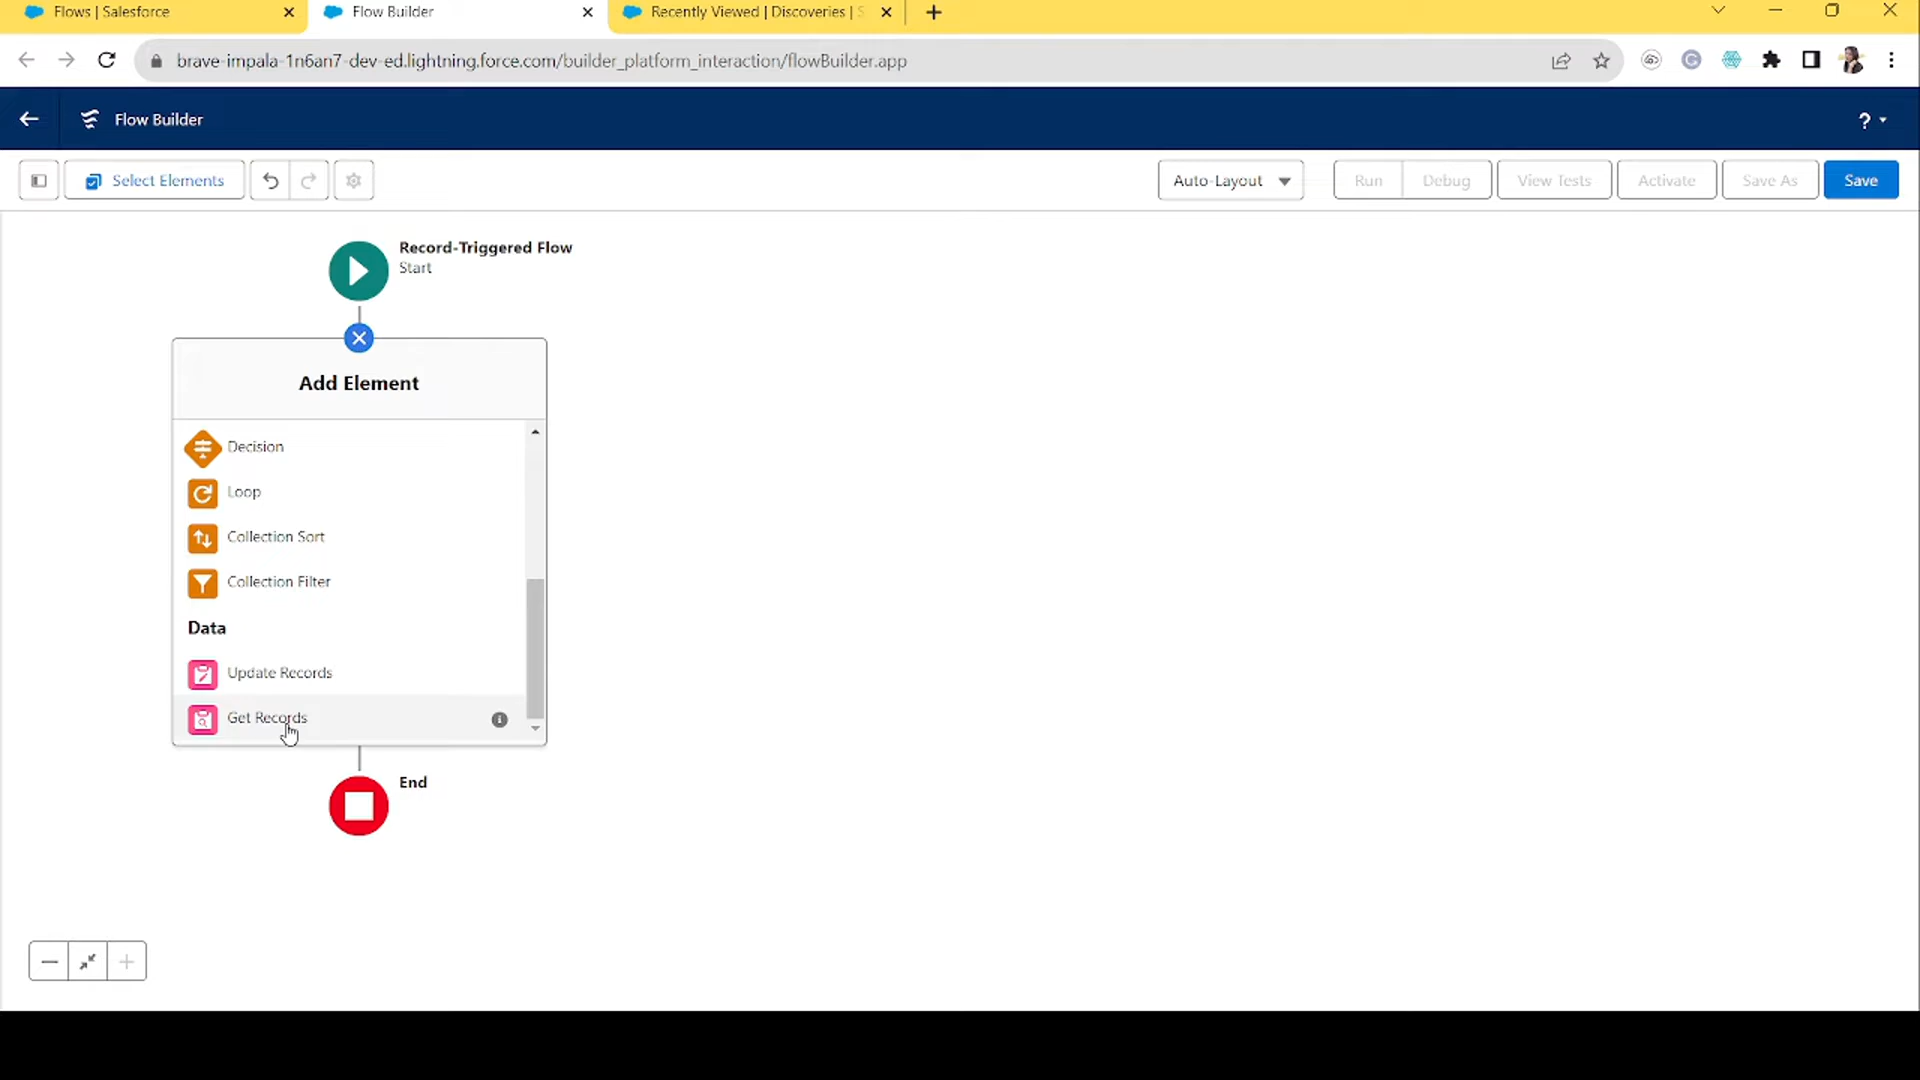 Flows | Salesforce
Flow Builder
Recently Viewed | Discoveries |
brave-impala-1n6an7-dev-ed.lightning.force.com/builder_platform_interaction/flowBuilder.app
Flow Builder
?
Select Elements
Auto-Layout
Run
Debug
View Tests
Activate
Save As
Save
Record-Triggered Flow
Start
Add Element
Decision
Loop
Collection Sort
Collection Filter
Data
Update Records
Get Records
End